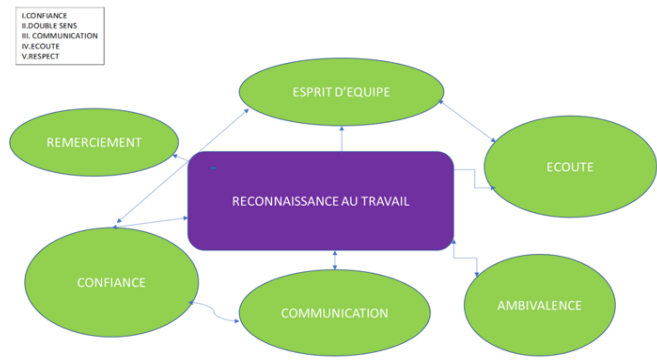 I.CONFIANCE
II.DOUBLE SENS
III. COMMUNICATION
IV.ECOUTE
V.RESPECT
ESPRIT D'EQUIPE
REMERCIEMENT
ECOUTE
RECONNAISSANCE AU TRAVAIL
CONFIANCE
COMMUNICATION
AMBIVALENCE